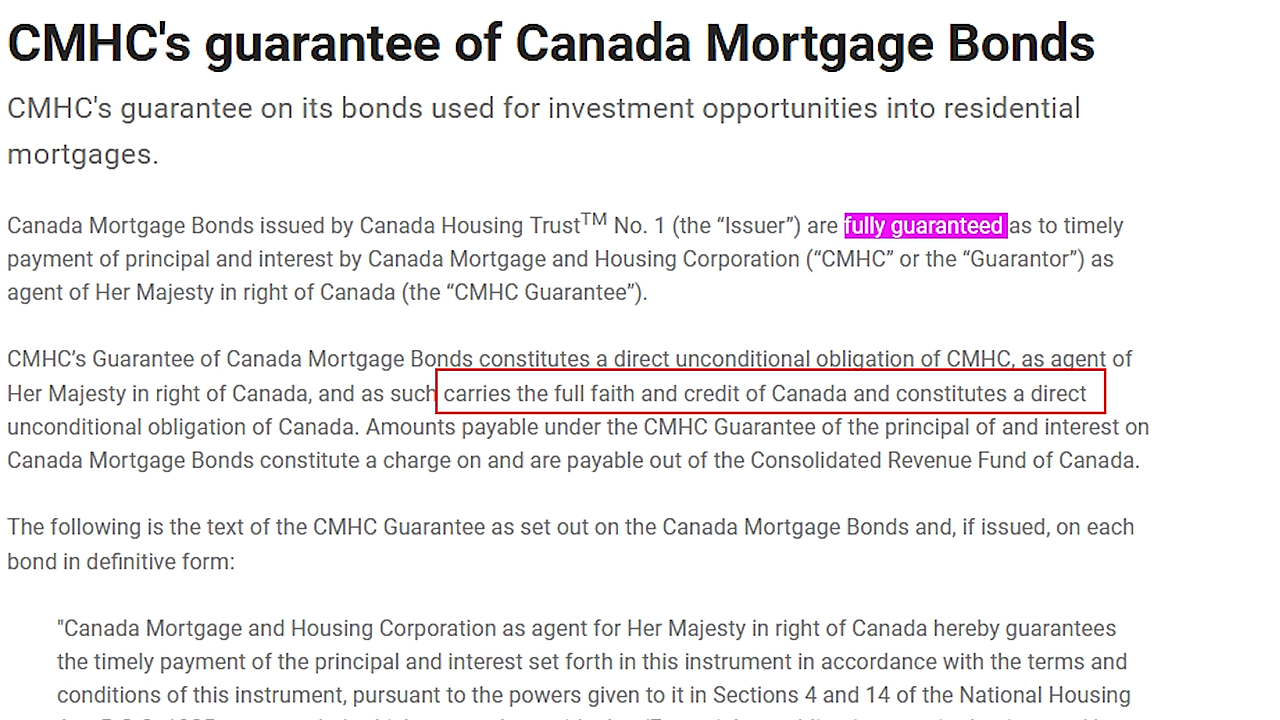 CMHC's guarantee of Canada Mortgage Bonds
CMHC's guarantee on its bonds used for investment opportunities into residential
mortgages.
Canada Mortgage Bonds issued by Canada Housing Trust™ No. 1 (the “Issuer”) are fully guaranteed as to timely
payment of principal and interest by Canada Mortgage and Housing Corporation (“CMHC” or the “Guarantor”) as
agent of Her Majesty in right of Canada (the “CMHC Guarantee”).
CMHC’s Guarantee of Canada Mortgage Bonds constitutes a direct unconditional obligation of CMHC, as agent of
Her Majesty in right of Canada, and as such carries the full faith and credit of Canada and constitutes a direct
unconditional obligation of Canada. Amounts payable under the CMHC Guarantee of the principal of and interest on
Canada Mortgage Bonds constitute a charge on and are payable out of the Consolidated Revenue Fund of Canada.
The following is the text of the CMHC Guarantee as set out on the Canada Mortgage Bonds and, if issued, on each
bond in definitive form:
"Canada Mortgage and Housing Corporation as agent for Her Majesty in right of Canada hereby guarantees
the timely payment of the principal and interest set forth in this instrument in accordance with the terms and
conditions of this instrument, pursuant to the powers given to it in Sections 4 and 14 of the National Housing